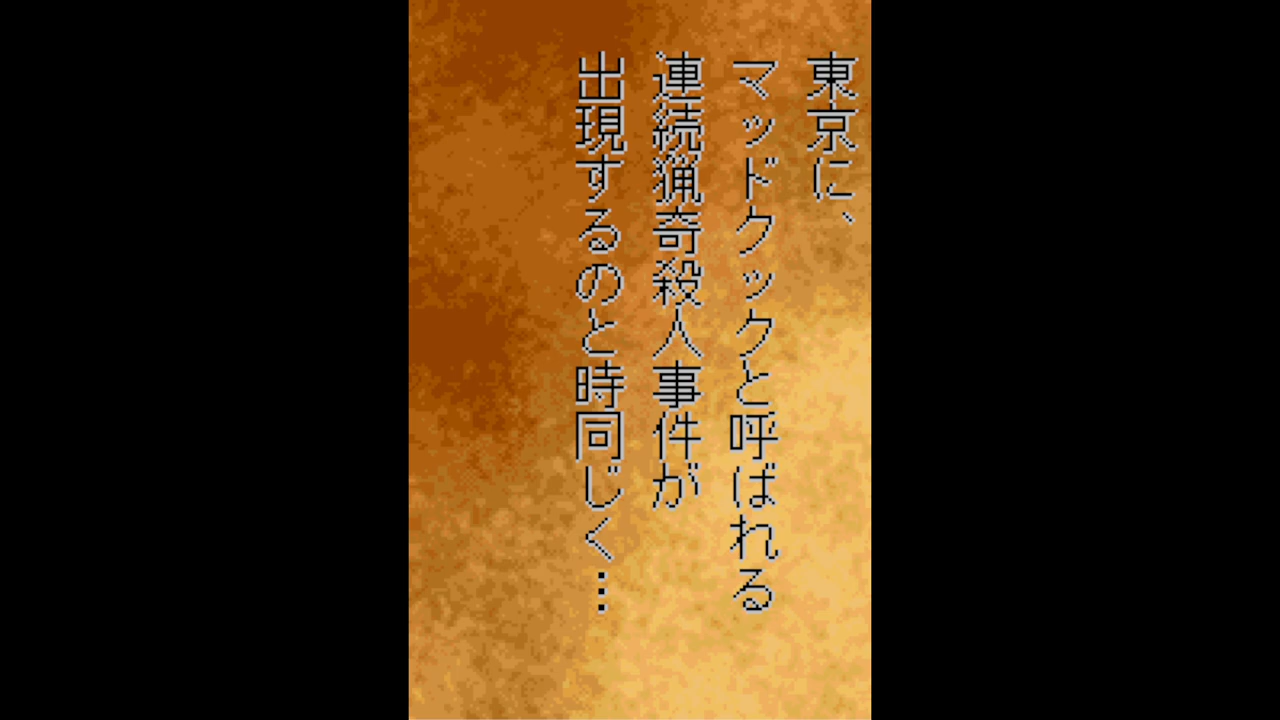 東京に、
マッドクックと呼ばれる
連続猟奇殺人事件が
出現するのと時同じく…